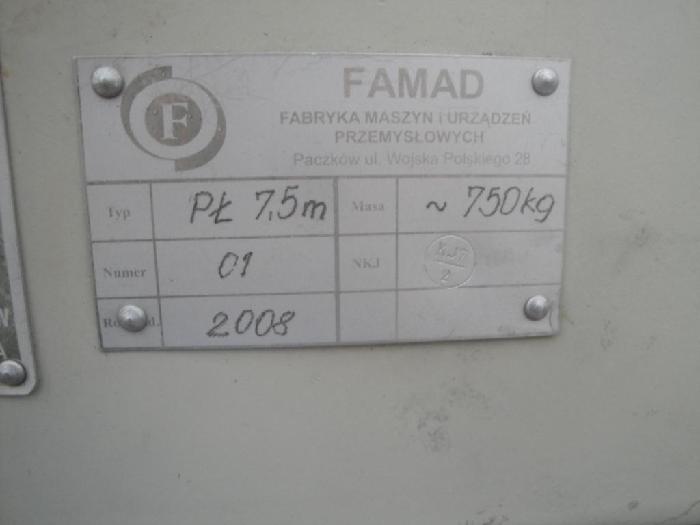 F
FAMAD
FABRYKA MASZYN I URZĄDZEŃ
PRZEMYSŁOWYCH
Paczków ul. Wojska Polskiego 28
Typ PŁ 7,5m Masa ~ 750kg
Numer 01 NKJ
2008
W
A